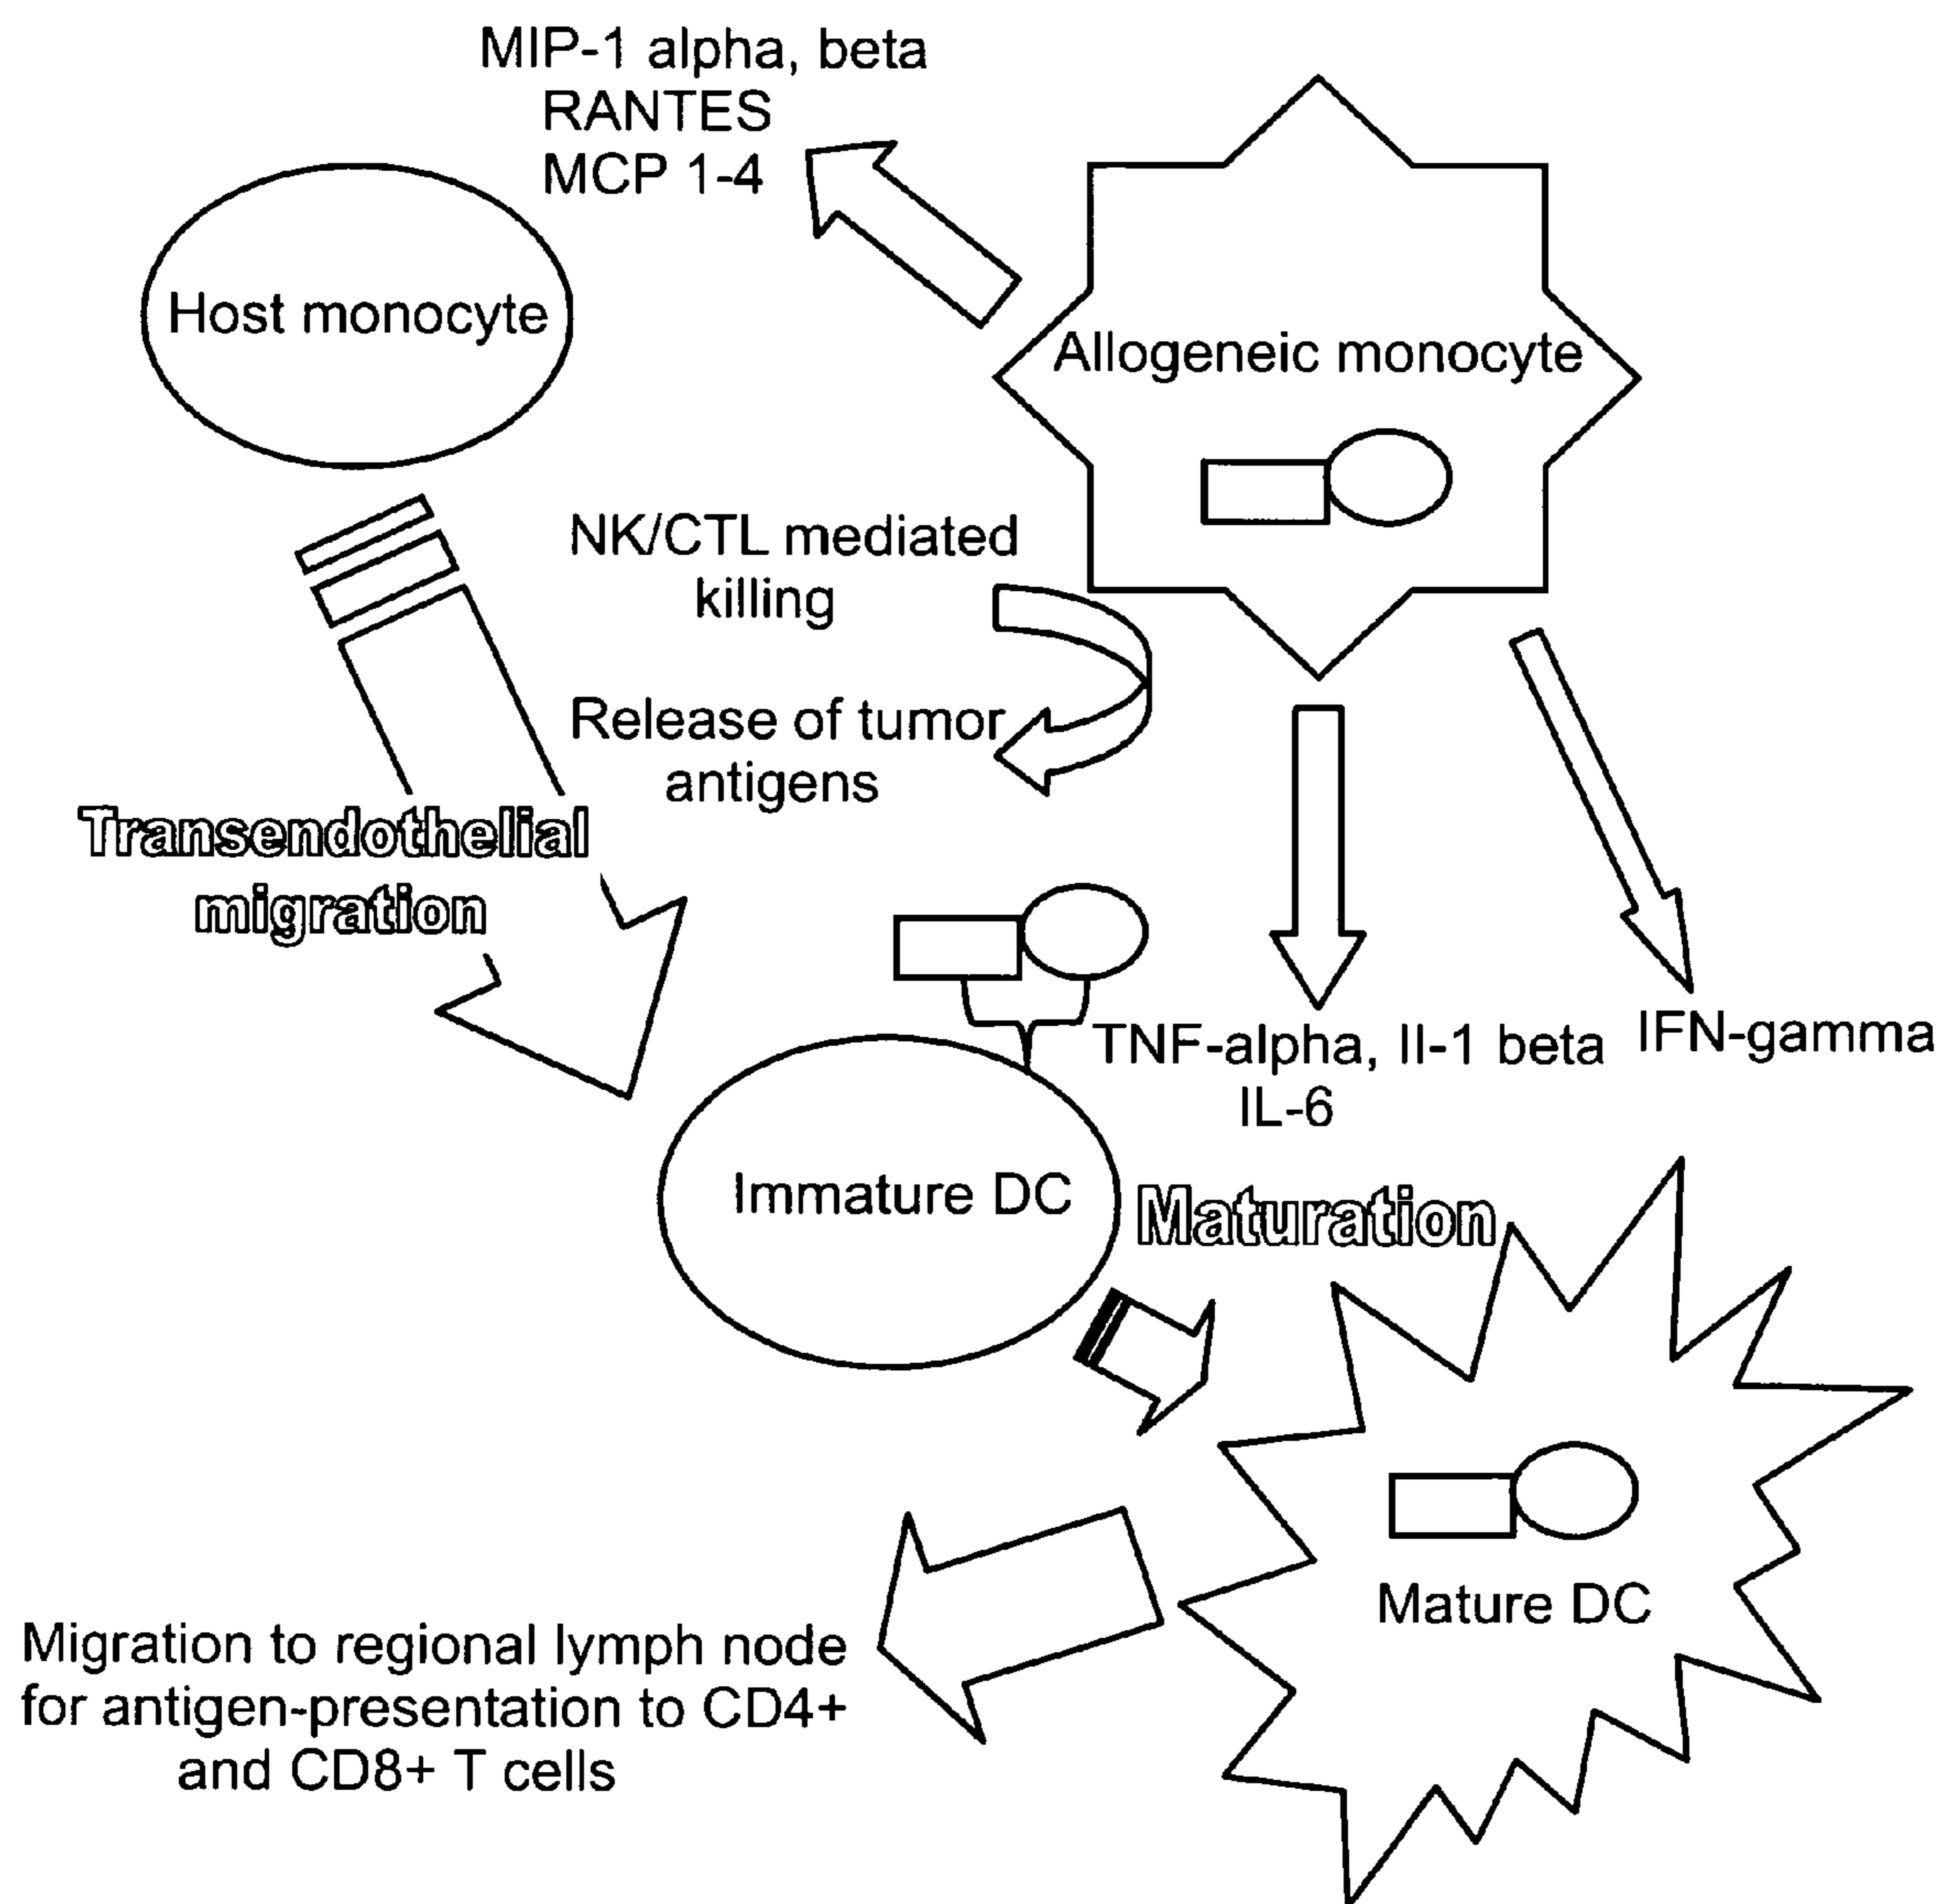 MIP-1 alpha, beta
RANTES
MCP 1-4
Host monocyte
Allogeneic monocyte
NK/CTL mediated
killing
Release of tumor
antigens
Transendothelial
migration
TNF-alpha, Il-1 beta
IL-6
IFN-gamma
Immature DC
Maturation
Mature DC
Migration to regional lymph node
for antigen-presentation to CD4+
and CD8+ T cells